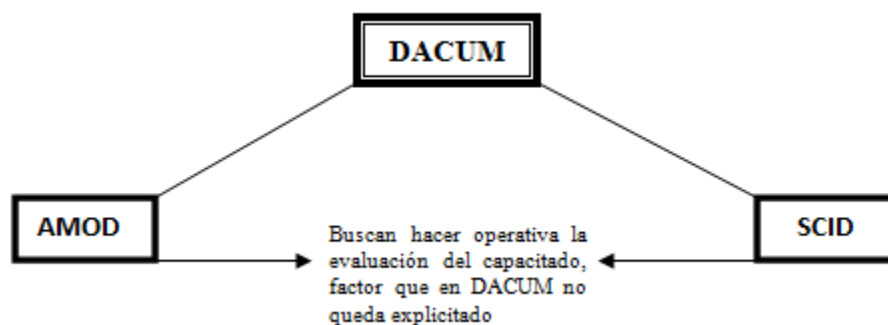 DACUM
AMOD
SCID
Buscan hacer operativa la
evaluación del capacitado,
factor que en DACUM no
queda explicitado